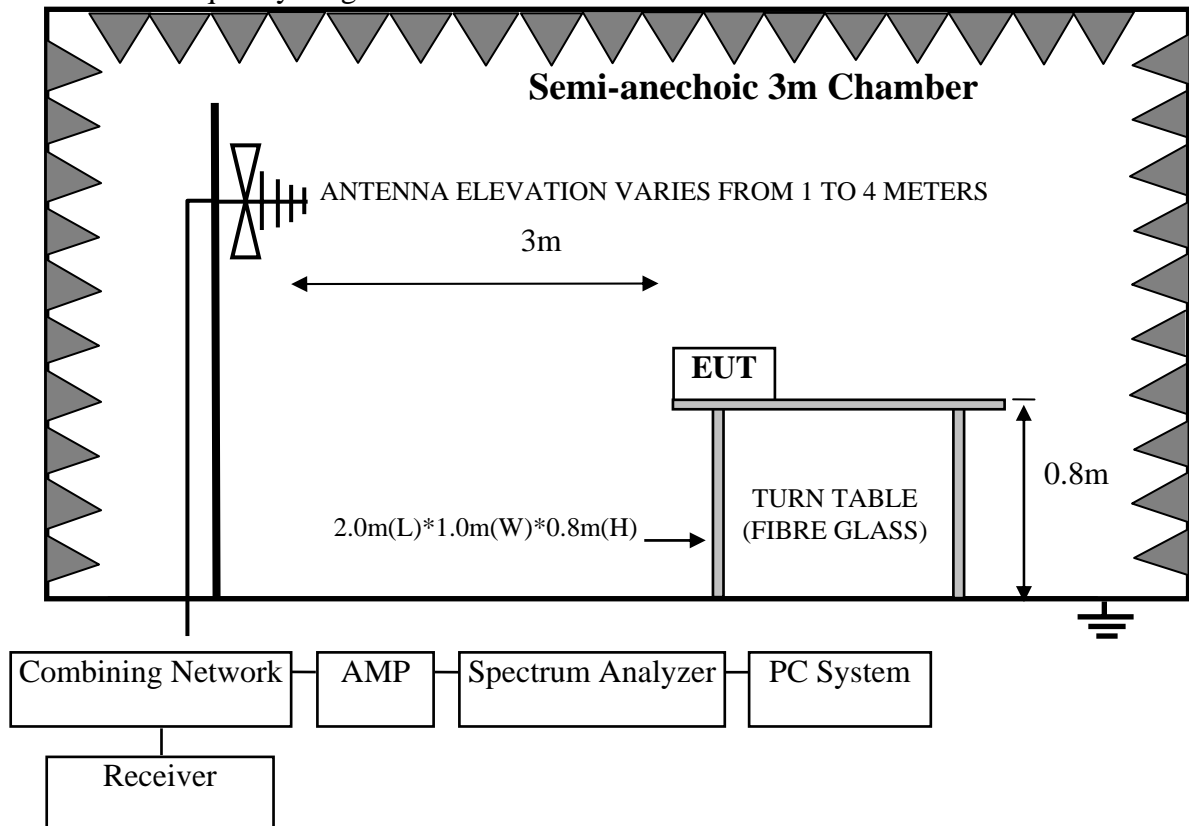 Semi-anechoic 3m Chamber
ANTENNA ELEVATION VARIES FROM 1 TO 4 METERS
3m
EUT
0.8m
TURN TABLE
(FIBRE GLASS)
2.0m(L)*1.0m(W)*0.8m(H)
Combining Network
AMP
Spectrum Analyzer
PC System
Receiver